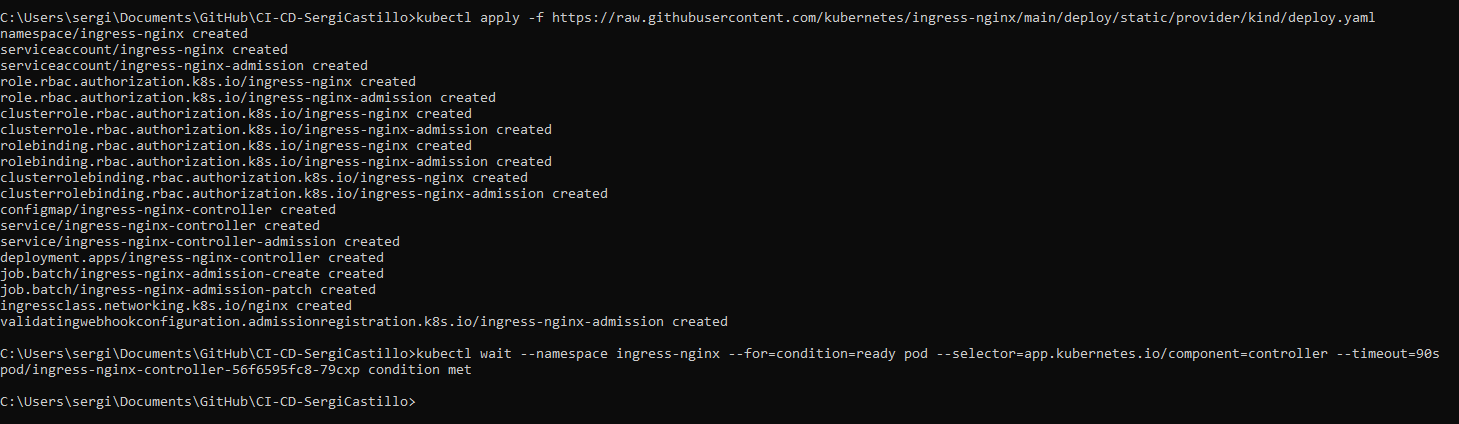 C:\Users\sergi\Documents\GitHub\CI-CD-SergiCastillo>kubectl apply -f https://raw.githubusercontent.com/kubernetes/ingress-nginx/main/deploy/static/provider/kind/deploy.yaml
namespace/ingress-nginx created
serviceaccount/ingress-nginx created
serviceaccount/ingress-nginx-admission created
role.rbac.authorization.k8s.io/ingress-nginx created
role.rbac.authorization.k8s.io/ingress-nginx-admission created
clusterrole.rbac.authorization.k8s.io/ingress-nginx created
clusterrole.rbac.authorization.k8s.io/ingress-nginx-admission created
rolebinding.rbac.authorization.k8s.io/ingress-nginx created
rolebinding.rbac.authorization.k8s.io/ingress-nginx-admission created
clusterrolebinding.rbac.authorization.k8s.io/ingress-nginx created
clusterrolebinding.rbac.authorization.k8s.io/ingress-nginx-admission created
configmap/ingress-nginx-controller created
service/ingress-nginx-controller created
service/ingress-nginx-controller-admission created
deployment.apps/ingress-nginx-controller created
job.batch/ingress-nginx-admission-create created
job.batch/ingress-nginx-admission-patch created
ingressclass.networking.k8s.io/nginx created
validatingwebhookconfiguration.admissionregistration.k8s.io/ingress-nginx-admission created
C:\Users\sergi\Documents\GitHub\CI-CD-SergiCastillo>kubectl wait --namespace ingress-nginx --for=condition=ready pod --selector=app.kubernetes.io/component=controller --timeout=90s
pod/ingress-nginx-controller-56f6595fc8-79cxp condition met
C:\Users\sergi\Documents\GitHub\CI-CD-SergiCastillo>